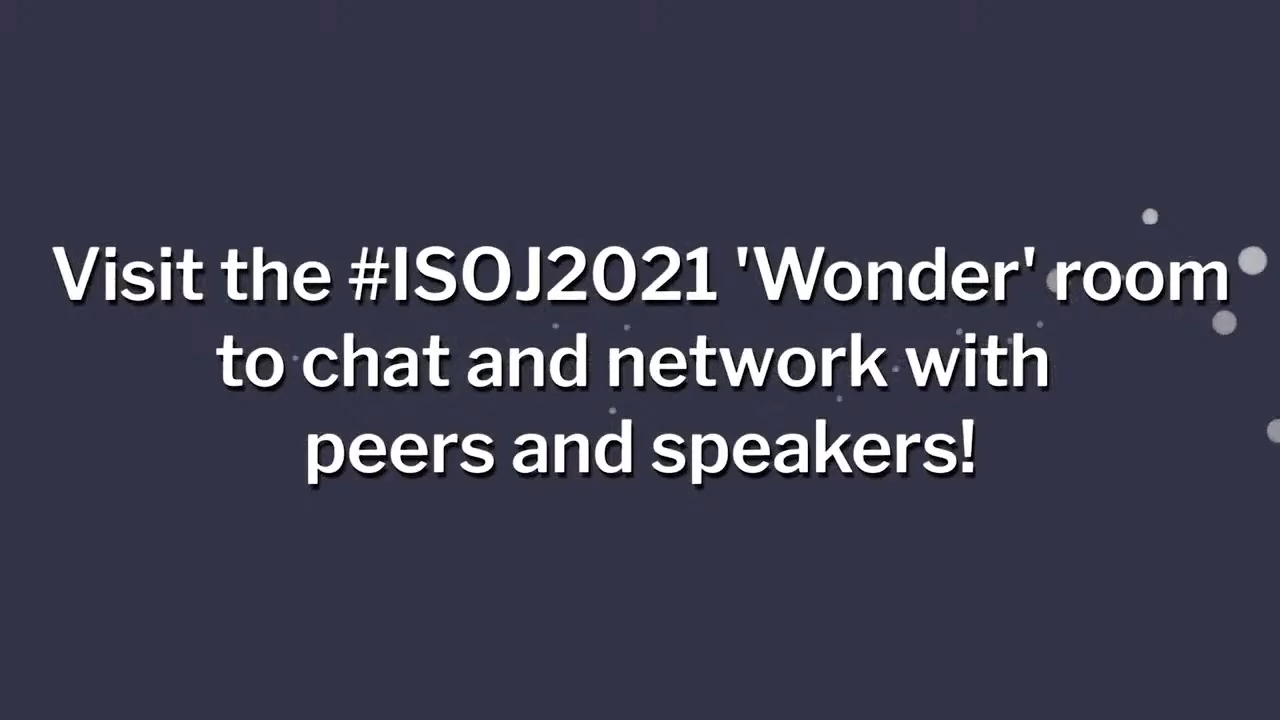 Visit the #ISOJ2021 'Wonder' room
to chat and network with
peers and speakers!